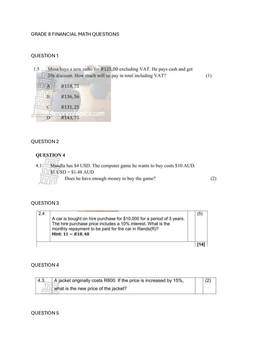 GRADE 8 FINANCIAL MATH QUESTIONS
QUESTION 1
1.5 Mosa buys a new radio for R125,00 excluding VAT. He pays cash and get
5% discount. How much will he pay in total including VAT? (1)
A R118,75
B R136,56
C R131,25
D R143,75
QUESTION 2
QUESTION 4
4.1 Mandla has $4 USD. The computer game he wants to buy costs $10 AUD.
$1 USD = $1.48 AUD
Does he have enough money to buy the game? (2)
QUESTION 3
2.4 (5)
A car is bought on hire purchase for $10,000 for a period of 5 years.
The hire purchase price includes a 10% interest. What is the
monthly repayment to be paid for the car in Rands(R)?
Hint: 1$ = R18.48
[14]
QUESTION 4
4.3 A jacket originally costs R800. If the price is increased by 15%, (2)
what is the new price of the jacket?
QUESTION 5